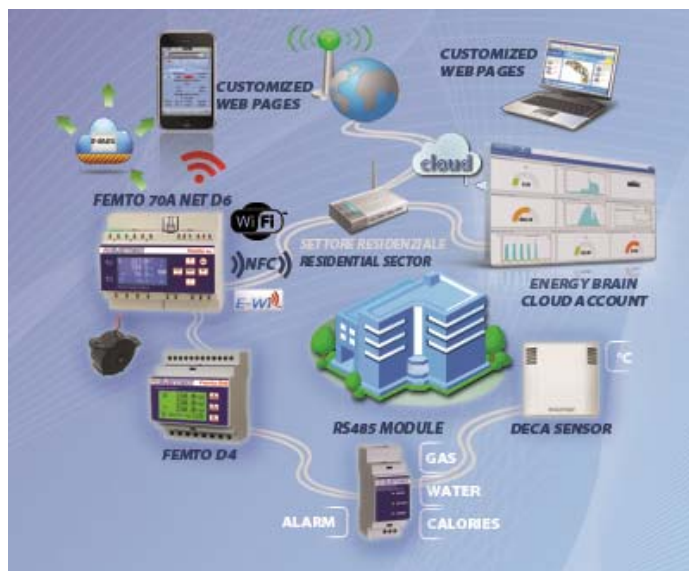 CUSTOMIZED
WEB PAGES
CUSTOMIZED
WEB PAGES
cloud
FEMTO 70A NET D6
Wi Fi
NFC
E-Wi
SETTORE RESIDENZIALE
RESIDENTIAL SECTOR
ENERGY BRAIN
CLOUD ACCOUNT
°C
FEMTO D4
RS485 MODULE
DECA SENSOR
GAS
WATER
ALARM
CALORIES